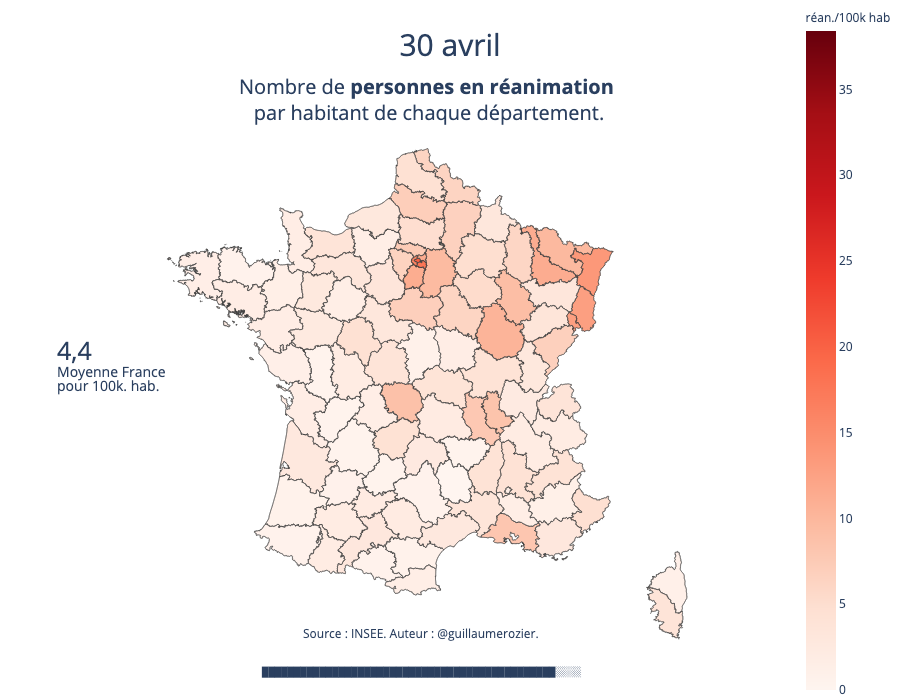 réan./100k hab
30 avril
Nombre de personnes en réanimation
par habitant de chaque département.
35
30
25
20
15
10
5
0
4,4
Moyenne France
pour 100k. hab.
Source : INSEE. Auteur : @guillaumerozier.